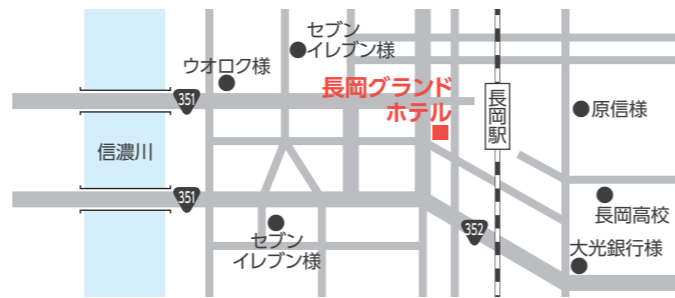 セブン
イレブン様
ウオロク様
351
長岡グランド
ホテル
長岡駅
原信様
信濃川
351
長岡高校
352
セブン
イレブン様
大光銀行様